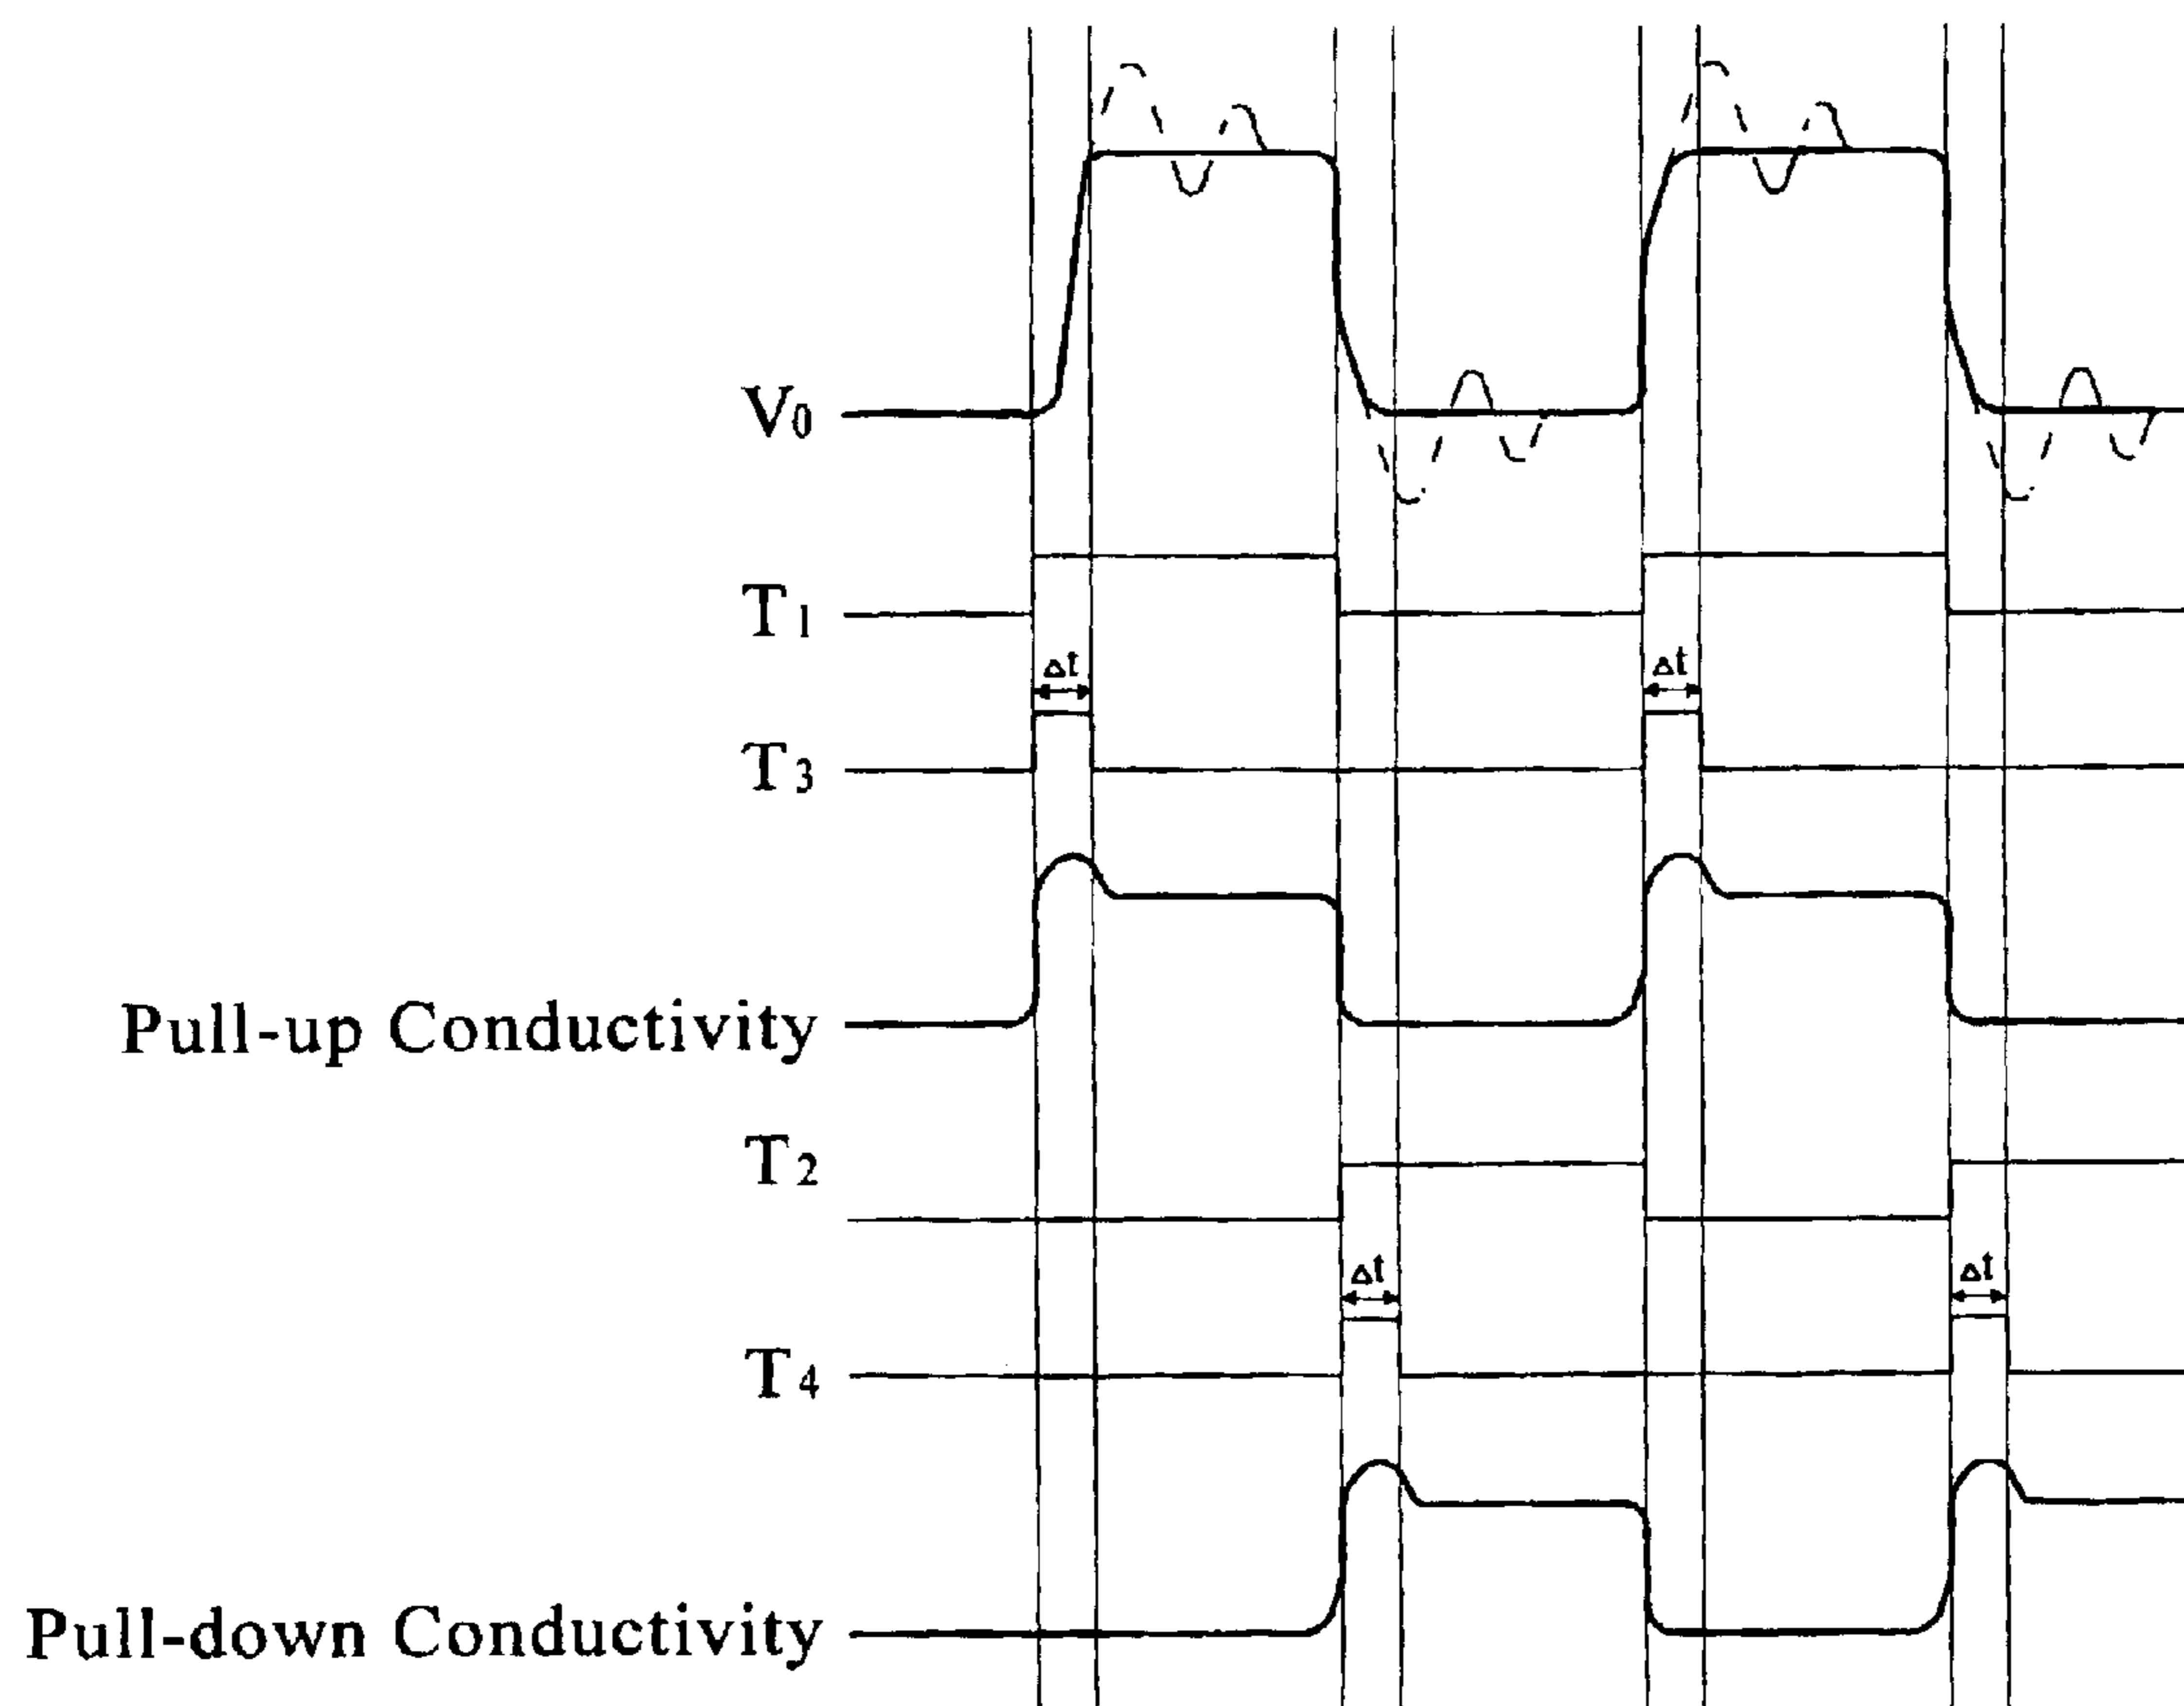 V0
T1
Δt Δt
T3
Pull-up Conductivity
T2
Δt Δt
T4
Pull-down Conductivity